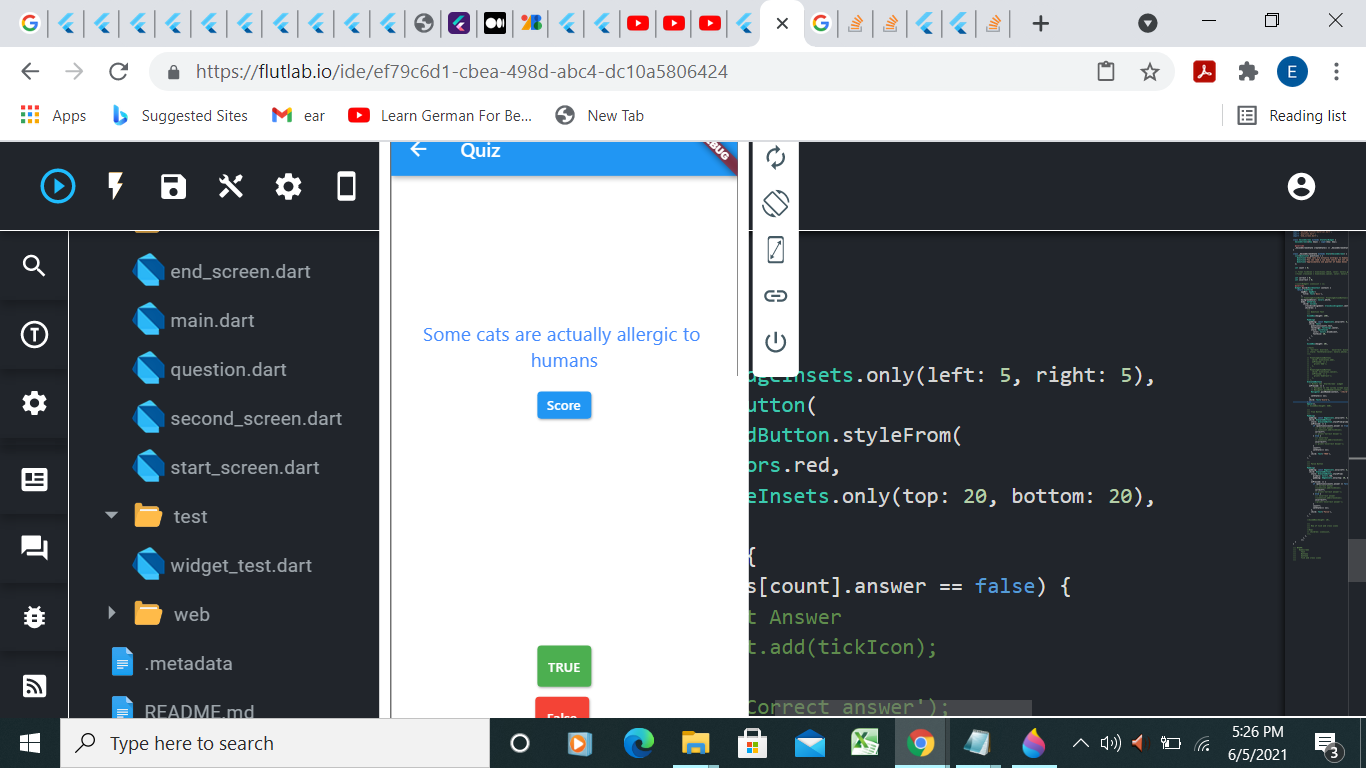 https://flutlab.io/ide/ef79c6d1-cbea-498d-abc4-dc10a5806424
E
Apps
Suggested Sites
ear
Learn German For Be...
New Tab
Reading list
Quiz
end_screen.dart
main.dart
question.dart
second_screen.dart
start_screen.dart
test
widget_test.dart
web
.metadata
README.md
Some cats are actually allergic to
humans
Score
TRUE
False
dgeInsets.only(left: 5, right: 5),
utton(
dButton.styleFrom(
ors.red,
eInsets.only(top: 20, bottom: 20),
{
s[count].answer == false) {
t Answer
t.add(tickIcon);
Correct answer');
Type here to search
5:26 PM
6/5/2021
3